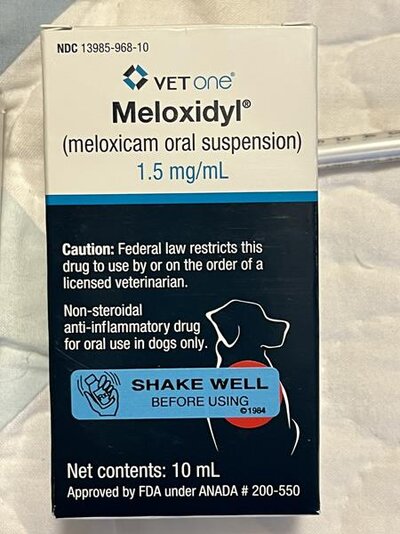 NDC 13985-968-10
VET ONE®
Meloxidyl®
(meloxicam oral suspension)
1.5 mg/mL
Caution: Federal law restricts this
drug to use by or on the order of a
licensed veterinarian.
Non-steroidal
anti-inflammatory drug
for oral use in dogs only.
SHAKE WELL
BEFORE USING
©1984
Net contents: 10 mL
Approved by FDA under ANADA # 200-550